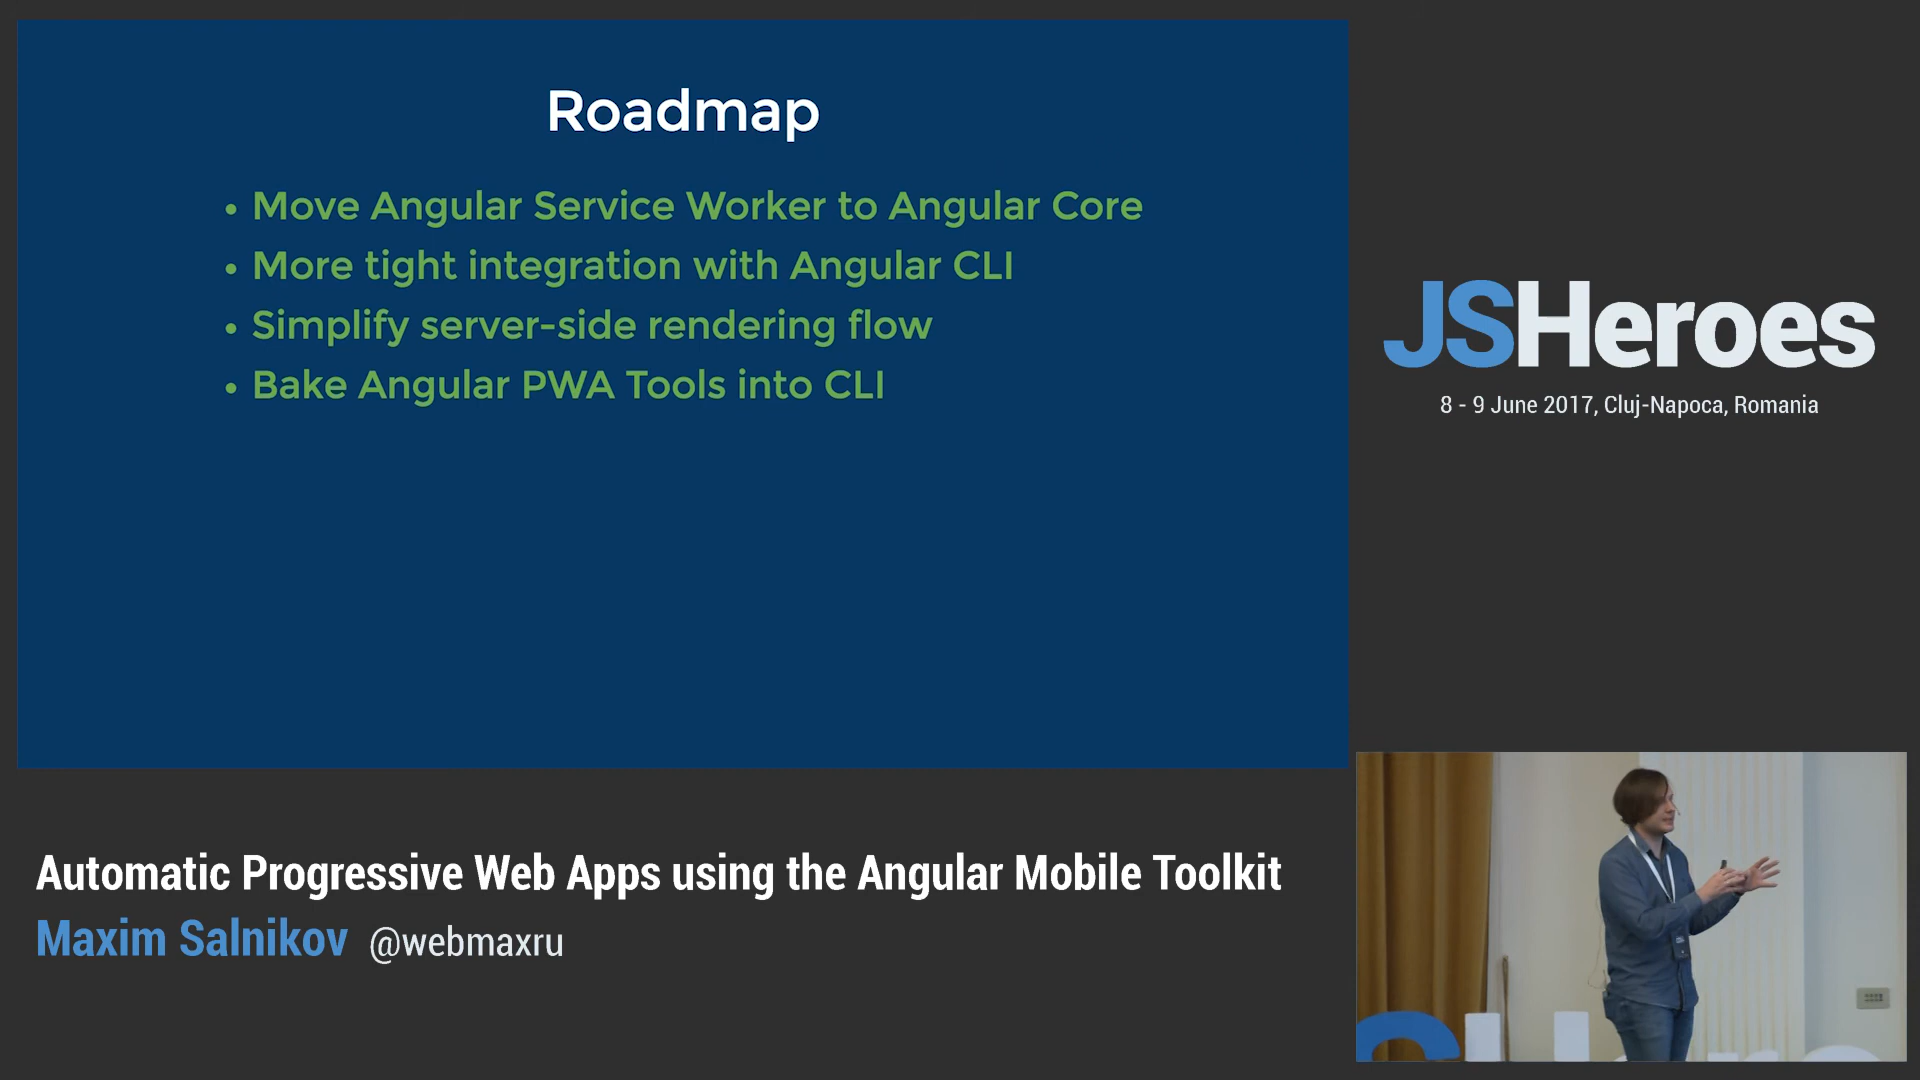 Roadmap
• Move Angular Service Worker to Angular Core
• More tight integration with Angular CLI
• Simplify server-side rendering flow
• Bake Angular PWA Tools into CLI
JSHeroes
8 - 9 June 2017, Cluj-Napoca, Romania
Automatic Progressive Web Apps using the Angular Mobile Toolkit
Maxim Salnikov @webmaxru